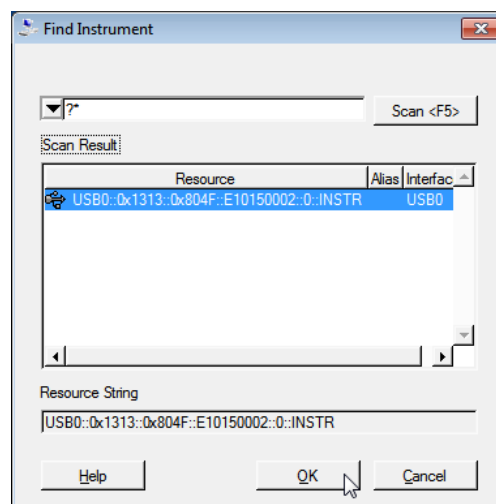 Find Instrument
?* Scan <F5>
Scan Result
Resource Alias Interfac
USB0::0x1313::0x804F::E10150002::0::INSTR USB0
Resource String
USB0::0x1313::0x804F::E10150002::0::INSTR
Help OK Cancel